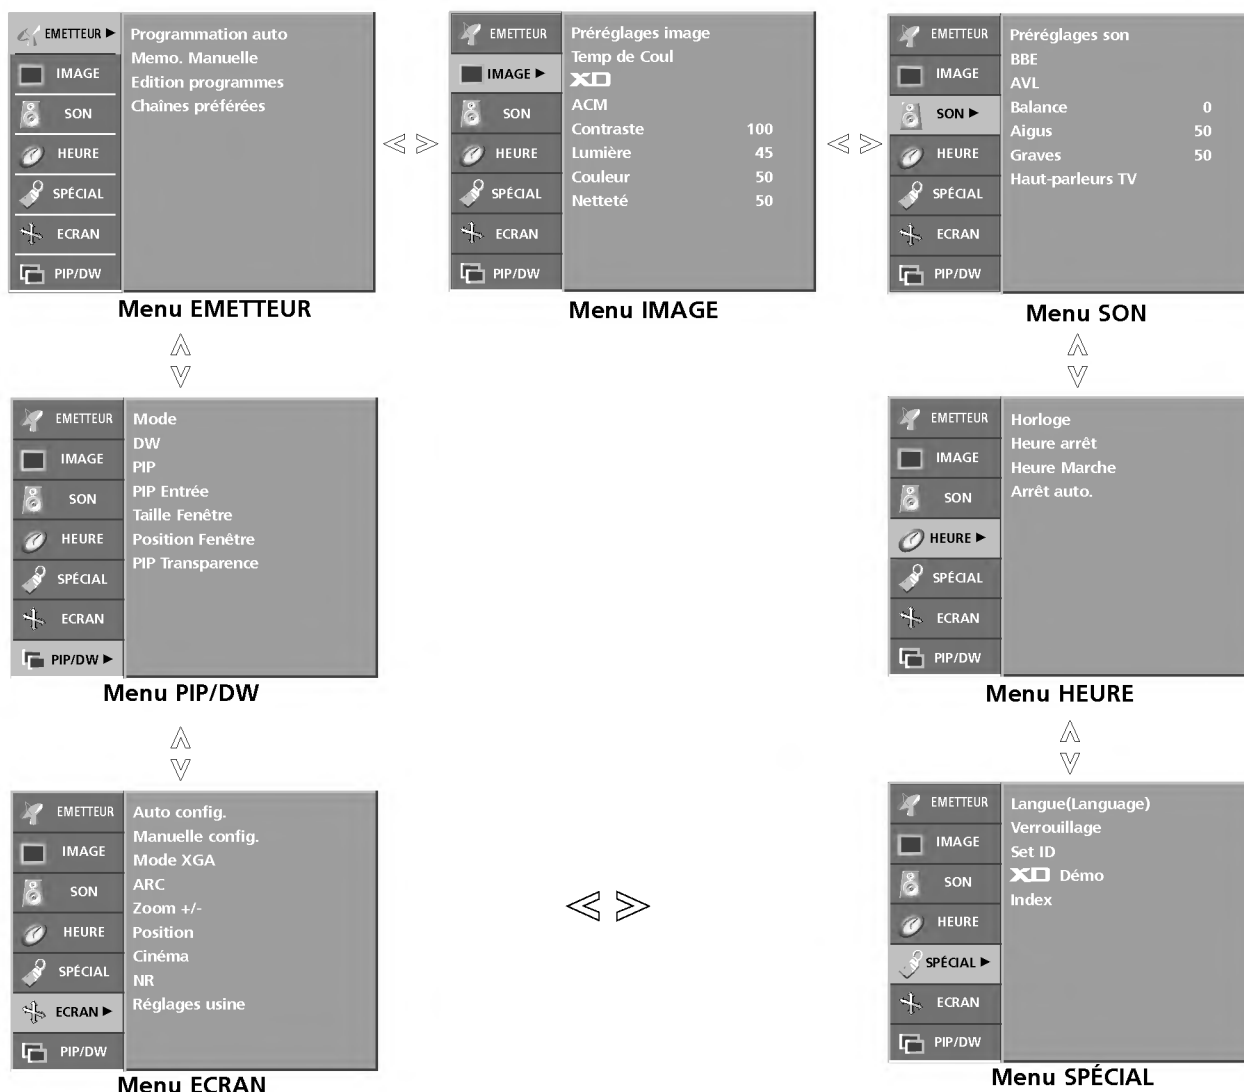 EMETTEUR ►
IMAGE
SON
HEURE
SPÉCIAL
ECRAN
PIP/DW
Programmation auto
Memo. Manuelle
Edition programmes
Chaînes préférées
Menu EMETTEUR
EMETTEUR
IMAGE ►
SON
HEURE
SPÉCIAL
ECRAN
PIP/DW
Préréglages image
Temp de Coul
XD
ACM
Contraste 100
Lumière 45
Couleur 50
Netteté 50
Menu IMAGE
EMETTEUR
IMAGE
SON ►
HEURE
SPÉCIAL
ECRAN
PIP/DW
Préréglages son
BBE
AVL
Balance 0
Aigus 50
Graves 50
Haut-parleurs TV
Menu SON
EMETTEUR
IMAGE
SON
HEURE
SPÉCIAL
ECRAN
PIP/DW ►
Mode
DW
PIP
PIP Entrée
Taille Fenêtre
Position Fenêtre
PIP Transparence
Menu PIP/DW
EMETTEUR
IMAGE
SON
HEURE ►
SPÉCIAL
ECRAN
PIP/DW
Horloge
Heure arrêt
Heure Marche
Arrêt auto.
Menu HEURE
EMETTEUR
IMAGE
SON
HEURE
SPÉCIAL
ECRAN ►
PIP/DW
Auto config.
Manuelle config.
Mode XGA
ARC
Zoom +/-
Position
Cinéma
NR
Réglages usine
Menu ECRAN
EMETTEUR
IMAGE
SON
HEURE
SPÉCIAL ►
ECRAN
PIP/DW
Langue(Language)
Verrouillage
Set ID
XD Démo
Index
Menu SPÉCIAL